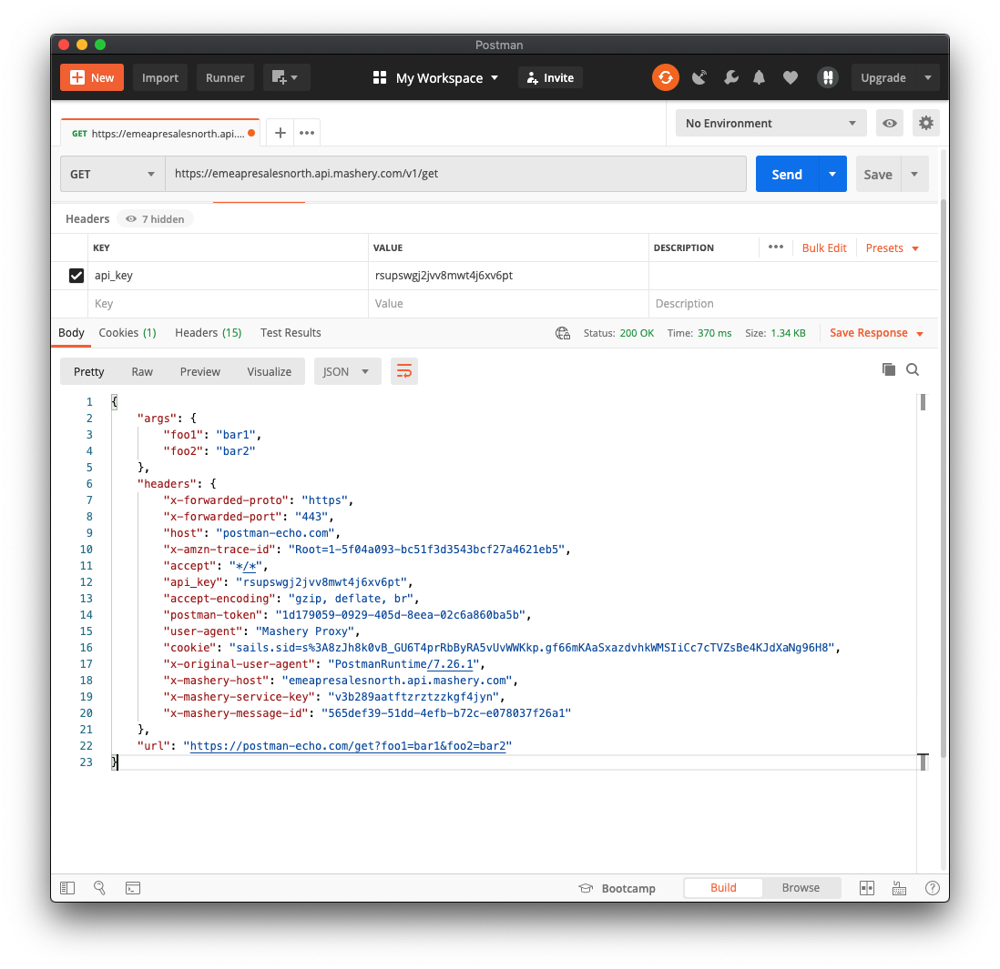 Postman
New Import Runner My Workspace Invite Upgrade
GET https://emeapresalesnorth.api.... No Environment
GET https://emeapresalesnorth.api.mashery.com/v1/get Send Save
Headers 7 hidden
KEY VALUE DESCRIPTION Bulk Edit Presets
api_key rsupswgj2jvv8mwt4j6xv6pt
Key Value Description
Body Cookies (1) Headers (15) Test Results Status: 200 OK Time: 370 ms Size: 1.34 KB Save Response
Pretty Raw Preview Visualize JSON
1 {
2 "args": {
3 "foo1": "bar1",
4 "foo2": "bar2"
5 },
6 "headers": {
7 "x-forwarded-proto": "https",
8 "x-forwarded-port": "443",
9 "host": "postman-echo.com",
10 "x-amzn-trace-id": "Root=1-5f04a093-bc51f3d3543bcf27a4621eb5",
11 "accept": "*/*",
12 "api_key": "rsupswgj2jvv8mwt4j6xv6pt",
13 "accept-encoding": "gzip, deflate, br",
14 "postman-token": "1d179059-0929-405d-8eea-02c6a860ba5b",
15 "user-agent": "Mashery Proxy",
16 "cookie": "sails.sid=s%3A8zJh8k0vB_GU6T4prRbByRA5vUvWWKkp.gf66mKAaSxazdvhkWMSIiCc7cTVZsBe4KJdXaNg96H8",
17 "x-original-user-agent": "PostmanRuntime/7.26.1",
18 "x-mashery-host": "emeapresalesnorth.api.mashery.com",
19 "x-mashery-service-key": "v3b289aatftzrztzzkgf4jyn",
20 "x-mashery-message-id": "565def39-51dd-4efb-b72c-e078037f26a1"
21 },
22 "url": "https://postman-echo.com/get?foo1=bar1&foo2=bar2"
23 }
Bootcamp Build Browse